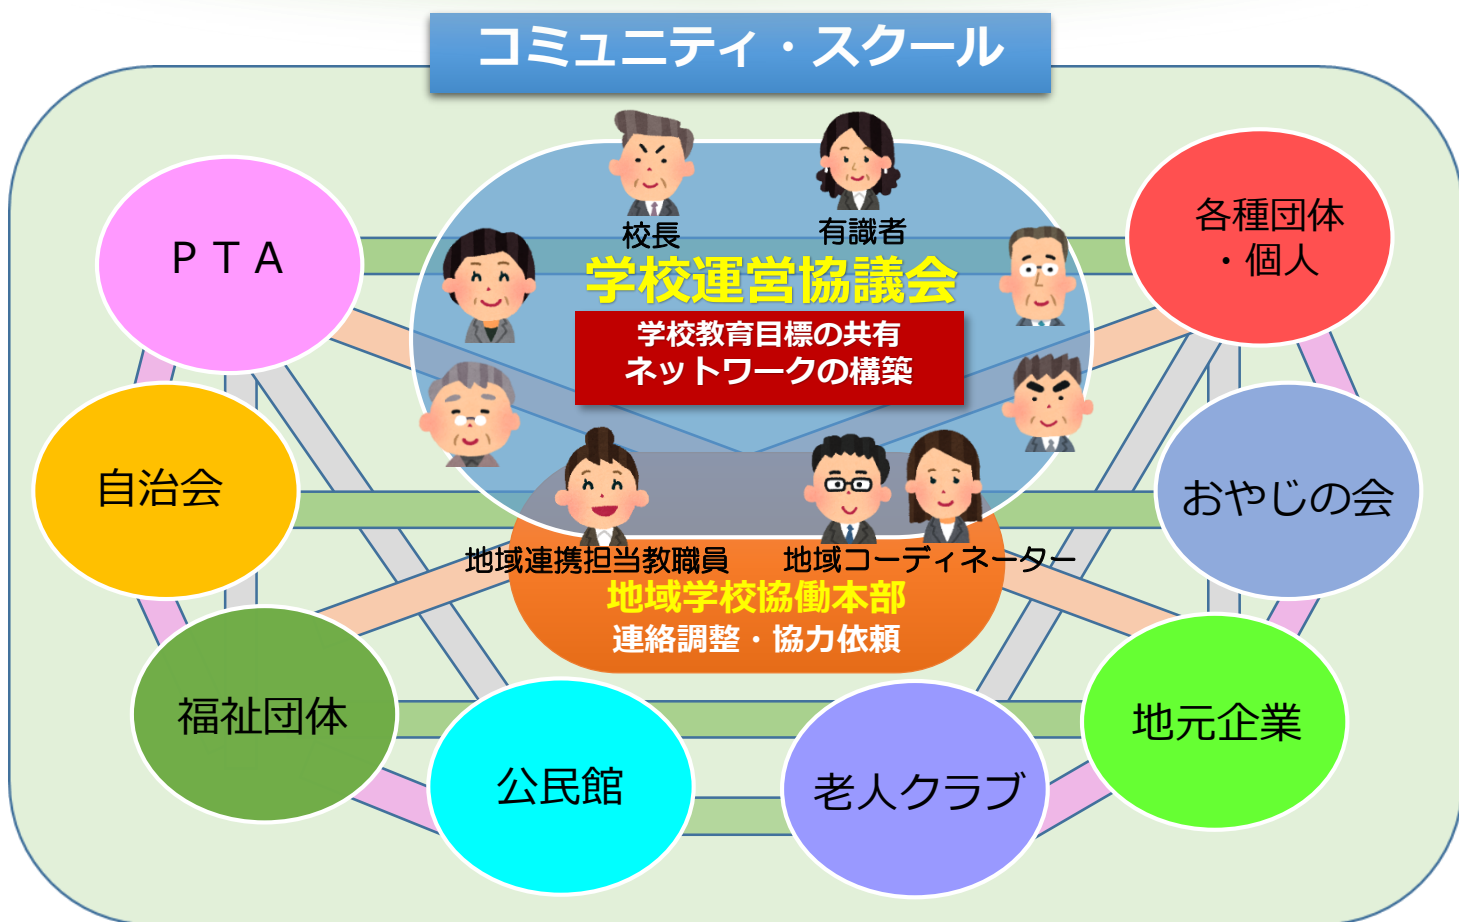 コミュニティ・スクール
校長
有識者
学校運営協議会
学校教育目標の共有
ネットワークの構築
ＰＴＡ
各種団体
・個人
自治会
おやじの会
地域連携担当教職員
地域コーディネーター
地域学校協働本部
連絡調整・協力依頼
福祉団体
地元企業
公民館
老人クラブ